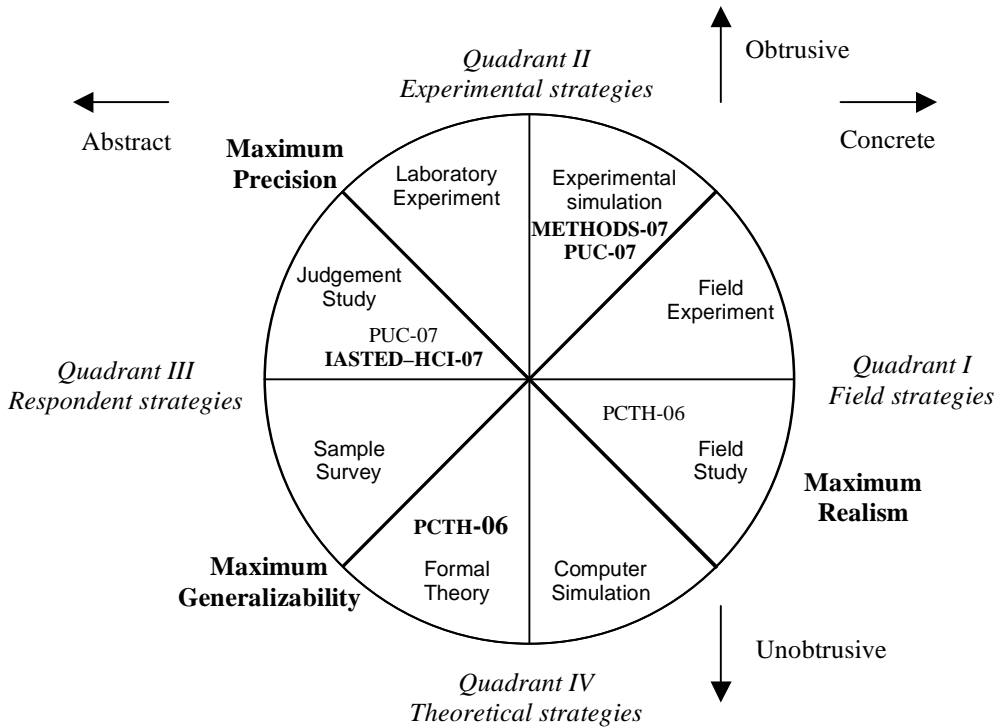 Quadrant II
Experimental strategies
Obtrusive
Abstract
Concrete
Maximum
Precision
Laboratory
Experiment
Experimental
simulation
METHODS-07
PUC-07
Judgement
Study
PUC-07
IASTED–HCI-07
Field
Experiment
Quadrant III
Respondent strategies
Quadrant I
Field strategies
Sample
Survey
PCTH-06
Field
Study
Maximum
Realism
PCTH-06
Formal
Theory
Computer
Simulation
Maximum
Generalizability
Unobtrusive
Quadrant IV
Theoretical strategies